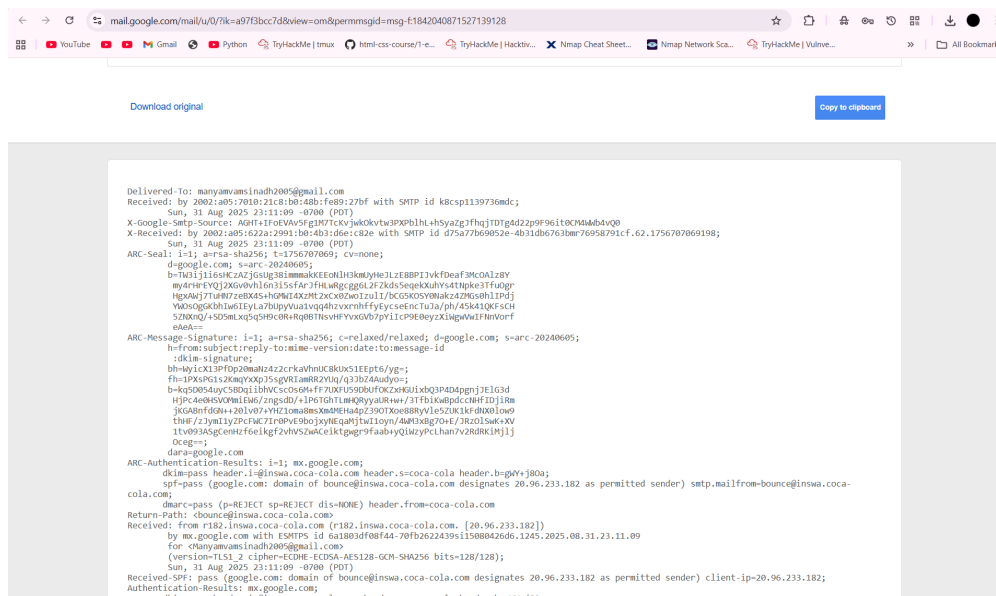 mail.google.com/mail/u/0/?ik=a97f3bcc7d&view=om&permmsgid=msg-f:1842040871527139128
YouTube Gmail Python TryHackMe | tmux html-css-course/1-e... TryHackMe | Hacktiv... Nmap Cheat Sheet... Nmap Network Sca... TryHackMe | Vulnve... » All Bookmark
Download original
Copy to clipboard
Delivered-To: manyamvamsinadh2005@gmail.com
Received: by 2002:a05:7010:21c8:b0:48b:fe89:27bf with SMTP id k8csp1139736mdc;
Sun, 31 Aug 2025 23:11:09 -0700 (PDT)
X-Google-Smtp-Source: AGHT+IFoEVAv5Fg1M7TcKvjwkOkvtw3PXPblhL+hSyaZgJfhqjTDTg4d22p9F96it0CM4WWb4vQ0
X-Received: by 2002:a05:622a:2991:b0:4b3:d6e:c82e with SMTP id d75a77b69052e-4b31db6763bmr76958791cf.62.1756707069198;
Sun, 31 Aug 2025 23:11:09 -0700 (PDT)
ARC-Seal: i=1; a=rsa-sha256; t=1756707069; cv=none;
d=google.com; s=arc-20240605;
b=TW3ij1i6sHCzAZjGsUg38immmakKEEoNlH3kmUyHeJLzE8BPIJvkfDeaf3McOAlz8Y
my4rHrEYQj2XGv0vhl6n3i5sfArJfHLwRgcgg6L2FZkds5eqekXuhYs4tNpke3TfuOgr
HgxAWj7TuHN7zeBX4S+hGMWI4XzMt2xCx0ZwoIzulI/bCG5KOSY0Nakz4ZMGs0hlIPdj
YWOsOgGKbhIw6IEyLa7bUpyVua1vqq4hzvxrnhffyEycseEncTuJa/ph/45k41QKFsCH
5ZNXnQ/+SD5mLxq5q5H9c0R+Rq0BTNsvHFYvxGVb7pYiIcP9E0eyzXiWgwVwIFNnVorf
eAeA==
ARC-Message-Signature: i=1; a=rsa-sha256; c=relaxed/relaxed; d=google.com; s=arc-20240605;
h=from:subject:reply-to:mime-version:date:to:message-id
:dkim-signature;
bh=WyicX13PfDp20maNz4z2crkaVhnUC8kUx51EEpt6/yg=;
fh=1PXsPG1s2KmqYxXpJ5sgVRIamRR2YUq/q3JbZ4Audyo=;
b=kq5D054uyC5BDqiibhVCscOs6M+fF7UXFU59DbUfOKZxHGUixbQ3P4D4pgnjJElG3d
HjPc4e0HSVOMmiEW6/zngsdD/+lP6TGhTLmHQRyyaUR+w+/3TfbiKwBpdccNHfIDjiRm
jKGABnfdGN++20lv07+YHZ1oma8msXm4MEHa4pZ39OTXoe88RyVle5ZUK1kFdNX0low9
thHF/zJymI1yZPcFWC7Ir0PvE9bojxyNEqaMjtwI1oyn/4WM3xBg7O+E/JRzOlSwK+XV
1tv093ASgCenHzf6eikgf2vhVSZwACeiktgwgr9faab+yQiWzyPcLhan7v2RdRKiMjlj
Oceg==;
dara=google.com
ARC-Authentication-Results: i=1; mx.google.com;
dkim=pass header.i=@inswa.coca-cola.com header.s=coca-cola header.b=gWY+j8Oa;
spf=pass (google.com: domain of bounce@inswa.coca-cola.com designates 20.96.233.182 as permitted sender) smtp.mailfrom=bounce@inswa.coca-
cola.com;
dmarc=pass (p=REJECT sp=REJECT dis=NONE) header.from=coca-cola.com
Return-Path: <bounce@inswa.coca-cola.com>
Received: from r182.inswa.coca-cola.com (r182.inswa.coca-cola.com. [20.96.233.182])
by mx.google.com with ESMTPS id 6a1803df08f44-70fb2622439si15080426d6.1245.2025.08.31.23.11.09
for <Manyamvamsinadh2005@gmail.com>
(version=TLS1_2 cipher=ECDHE-ECDSA-AES128-GCM-SHA256 bits=128/128);
Sun, 31 Aug 2025 23:11:09 -0700 (PDT)
Received-SPF: pass (google.com: domain of bounce@inswa.coca-cola.com designates 20.96.233.182 as permitted sender) client-ip=20.96.233.182;
Authentication-Results: mx.google.com;